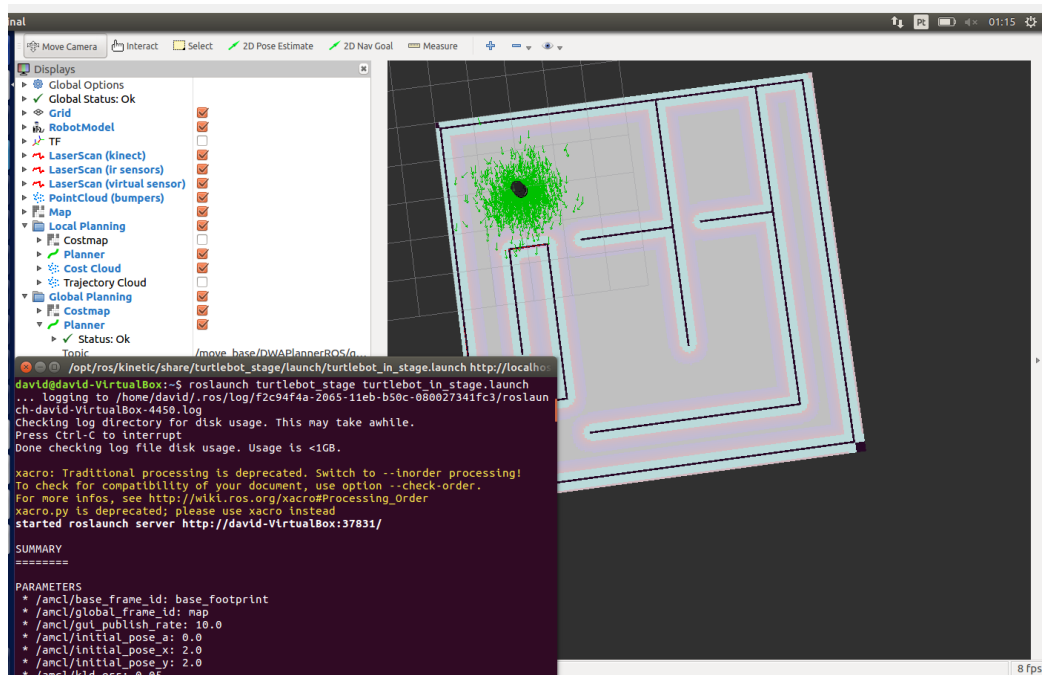 inal
Pt
01:15
Move Camera
Interact
Select
2D Pose Estimate
2D Nav Goal
Measure
Displays
Global Options
Global Status: Ok
Grid
RobotModel
TF
LaserScan (kinect)
LaserScan (ir sensors)
LaserScan (virtual sensor)
PointCloud (bumpers)
Map
Local Planning
Costmap
Planner
Cost Cloud
Trajectory Cloud
Global Planning
Costmap
Planner
Status: Ok
Topic /move_base/DWAPlannerROS/g...
/opt/ros/kinetic/share/turtlebot_stage/launch/turtlebot_in_stage.launch http://localhos
david@david-VirtualBox:~$ roslaunch turtlebot_stage turtlebot_in_stage.launch
... logging to /home/david/.ros/log/f2c94f4a-2065-11eb-b50c-080027341fc3/roslaun
ch-david-VirtualBox-4450.log
Checking log directory for disk usage. This may take awhile.
Press Ctrl-C to interrupt
Done checking log file disk usage. Usage is <1GB.
xacro: Traditional processing is deprecated. Switch to --inorder processing!
To check for compatibility of your document, use option --check-order.
For more infos, see http://wiki.ros.org/xacro#Processing_Order
xacro.py is deprecated; please use xacro instead
started roslaunch server http://david-VirtualBox:37831/
SUMMARY
========
PARAMETERS
* /amcl/base_frame_id: base_footprint
* /amcl/global_frame_id: map
* /amcl/gui_publish_rate: 10.0
* /amcl/initial_pose_a: 0.0
* /amcl/initial_pose_x: 2.0
* /amcl/initial_pose_y: 2.0
* /amcl/kld_err: 0.05
8 fps